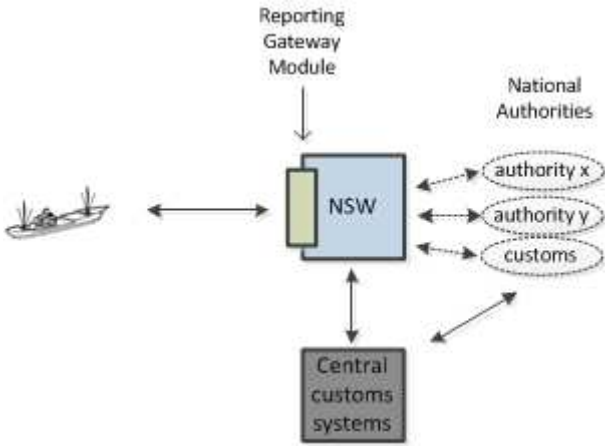 Reporting
Gateway
Module
National
Authorities
NSW
authority x
authority y
customs
Central
customs
systems